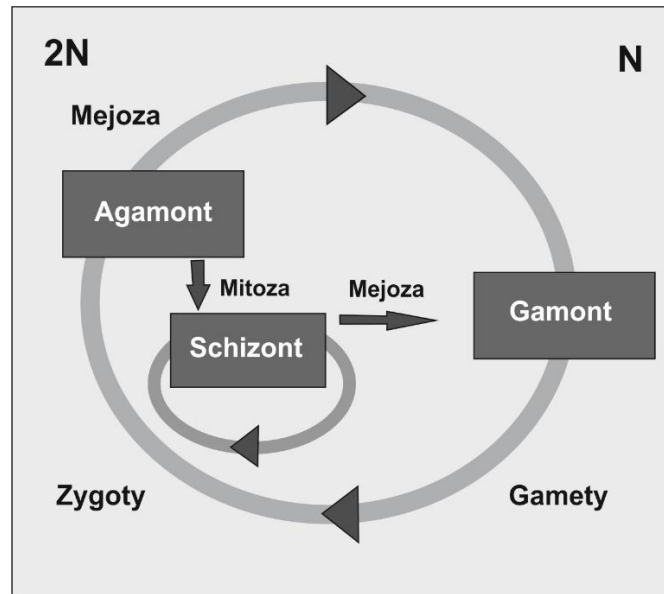 2N
N
Mejoza
Agamont
Mitoza
Mejoza
Schizont
Gamont
Zygoty
Gamety